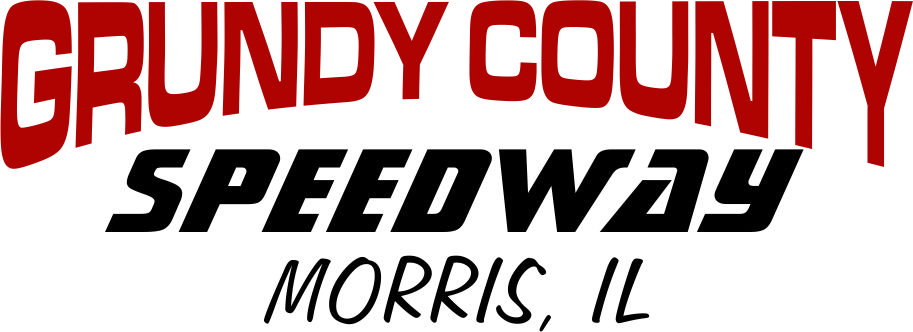 GRUNDY COUNTY
SPEEDWAY
MORRIS, IL